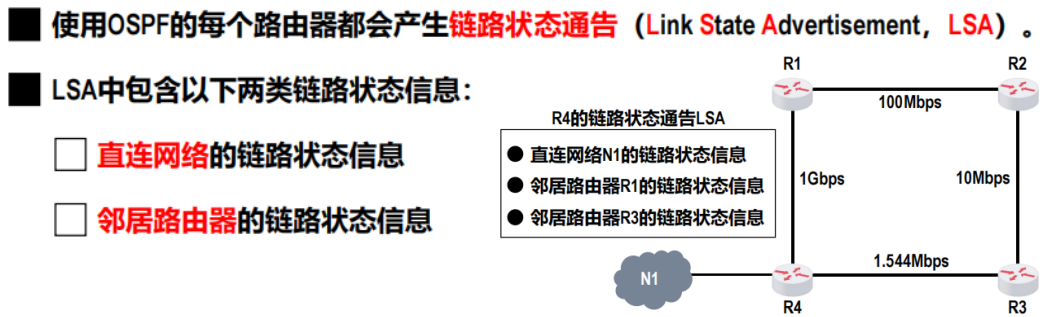 使用OSPF的每个路由器都会产生链路状态通告（Link State Advertisement，LSA）。
LSA中包含以下两类链路状态信息：
直连网络的链路状态信息
邻居路由器的链路状态信息
R4的链路状态通告LSA
直连网络N1的链路状态信息
邻居路由器R1的链路状态信息
邻居路由器R3的链路状态信息
R1
R2
100Mbps
1Gbps
10Mbps
1.544Mbps
N1
R4
R3